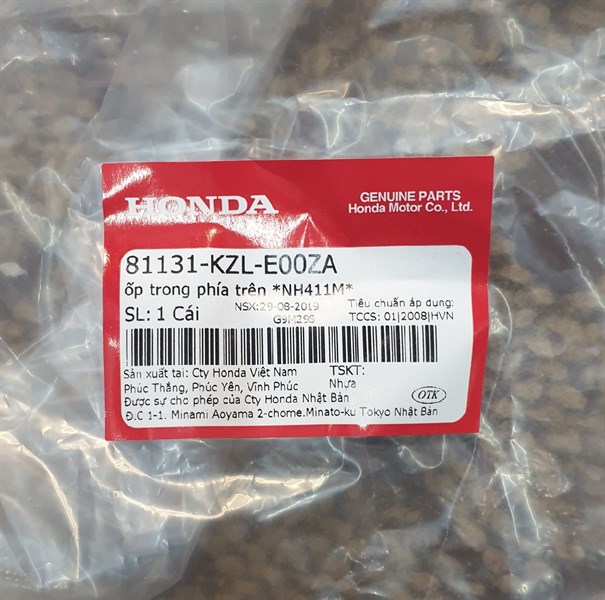 HONDA
GENUINE PARTS
Honda Motor Co., Ltd.
81131-KZL-E00ZA
ốp trong phía trên *NH411M*
SL: 1 Cái
NSX:29-08-2019
G9M29S
Tiêu chuẩn áp dụng:
TCCS: 01|2008|HVN
Sản xuất tại: Cty Honda Việt Nam
Phúc Thắng, Phúc Yên, Vĩnh Phúc
TSKT:
Nhựa
Được sự cho phép của Cty Honda Nhật Bản
Đ.C 1-1. Minami Aoyama 2-chome.Minato-ku Tokyo Nhật Bản
OTK